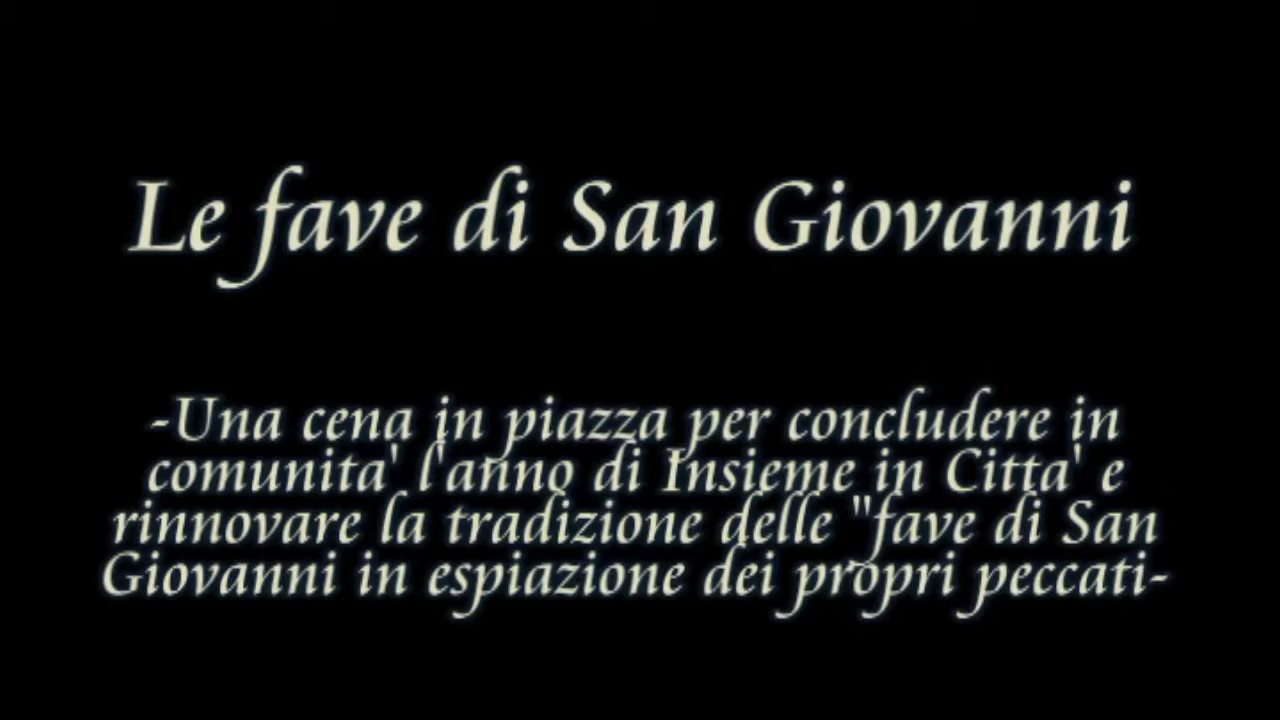 Le fave di San Giovanni
-Una cena in piazza per concludere in
comunita' l'anno di Insieme in Citta' e
rinnovare la tradizione delle "fave di San
Giovanni in espiazione dei propri peccati-